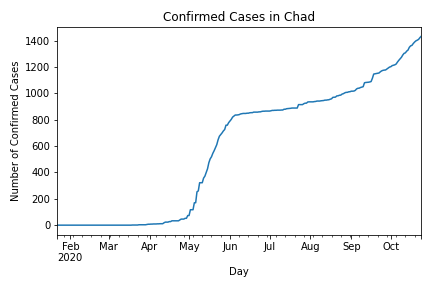 Confirmed Cases in Chad
Number of Confirmed Cases
1400
1200
1000
800
600
400
200
0
Feb Mar Apr May Jun Jul Aug Sep Oct
2020
Day